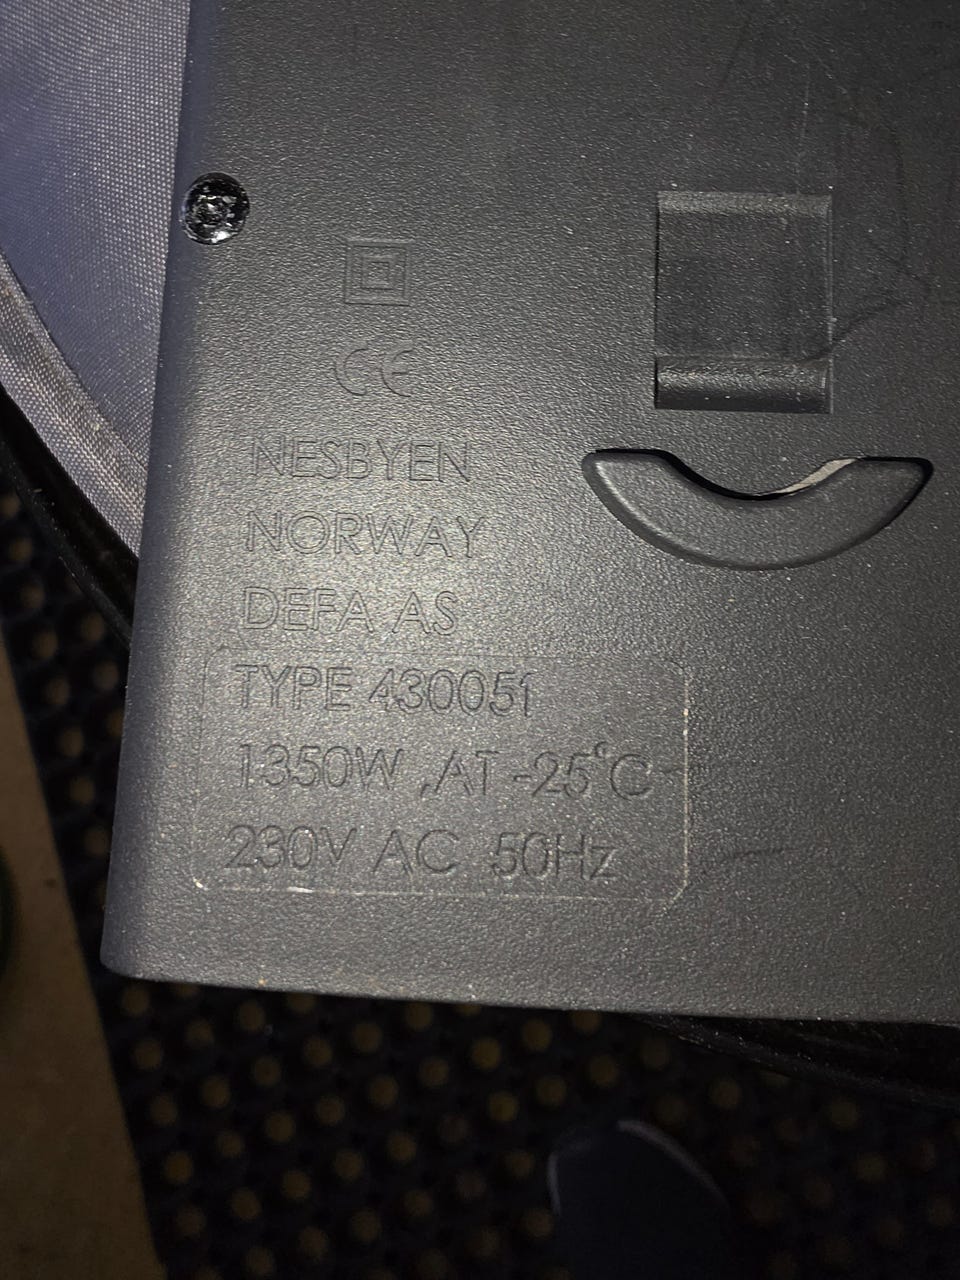 CE
NESBYEN
NORWAY
DEFA AS
TYPE 430051
1350W ,AT -25°C
230V AC 50Hz